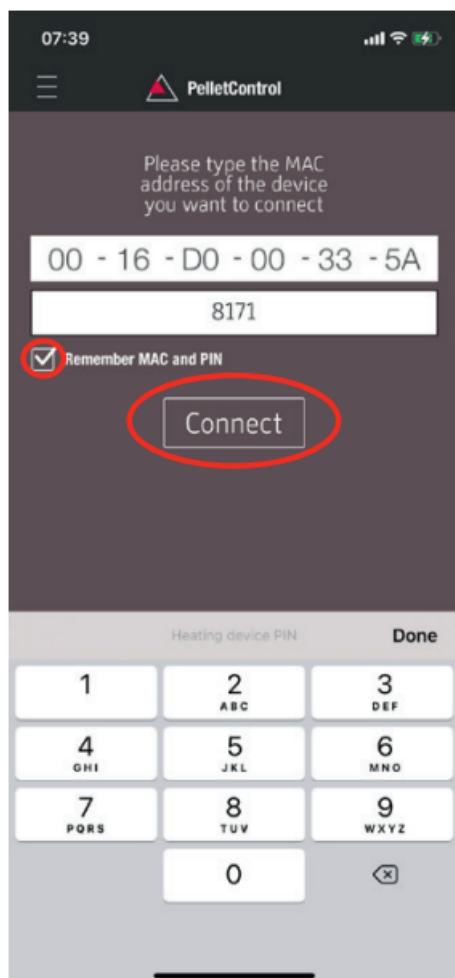 07:39
PelletControl
Please type the MAC
address of the device
you want to connect
00 - 16 - D0 - 00 - 33 - 5A
8171
Remember MAC and PIN
Connect
Heating device PIN Done
1 2 3
ABC DEF
4 5 6
GHI JKL MNO
7 8 9
PQRS TUV WXYZ
0